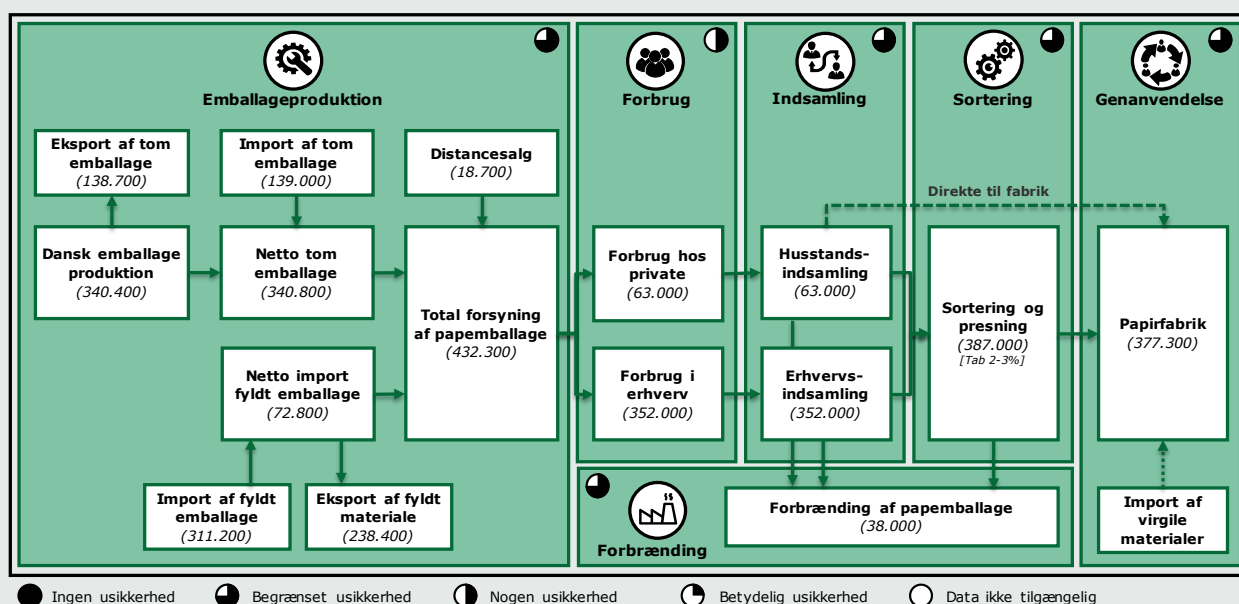 Emballageproduktion
Eksport af tom
emballage
(138.700)
Import af tom
emballage
(139.000)
Distancesalg
(18.700)
Dansk emballage
produktion
(340.400)
Netto tom
emballage
(340.800)
Total forsyning
af papemballage
(432.300)
Netto import
fyldt emballage
(72.800)
Import af fyldt
emballage
(311.200)
Eksport af fyldt
materiale
(238.400)
Forbrug
Forbrug hos
private
(63.000)
Forbrug i
erhverv
(352.000)
Indsamling
Husstands-
indsamling
(63.000)
Erhvervs-
indsamling
(352.000)
Sortering
Direkte til fabrik
Sortering og
presning
(387.000)
[Tab 2-3%]
Genanvendelse
Papirfabrik
(377.300)
Import af
virgile
materialer
Forbrænding
Forbrænding af papemballage
(38.000)
Ingen usikkerhed
Begrænset usikkerhed
Nogen usikkerhed
Betydelig usikkerhed
Data ikke tilgængelig